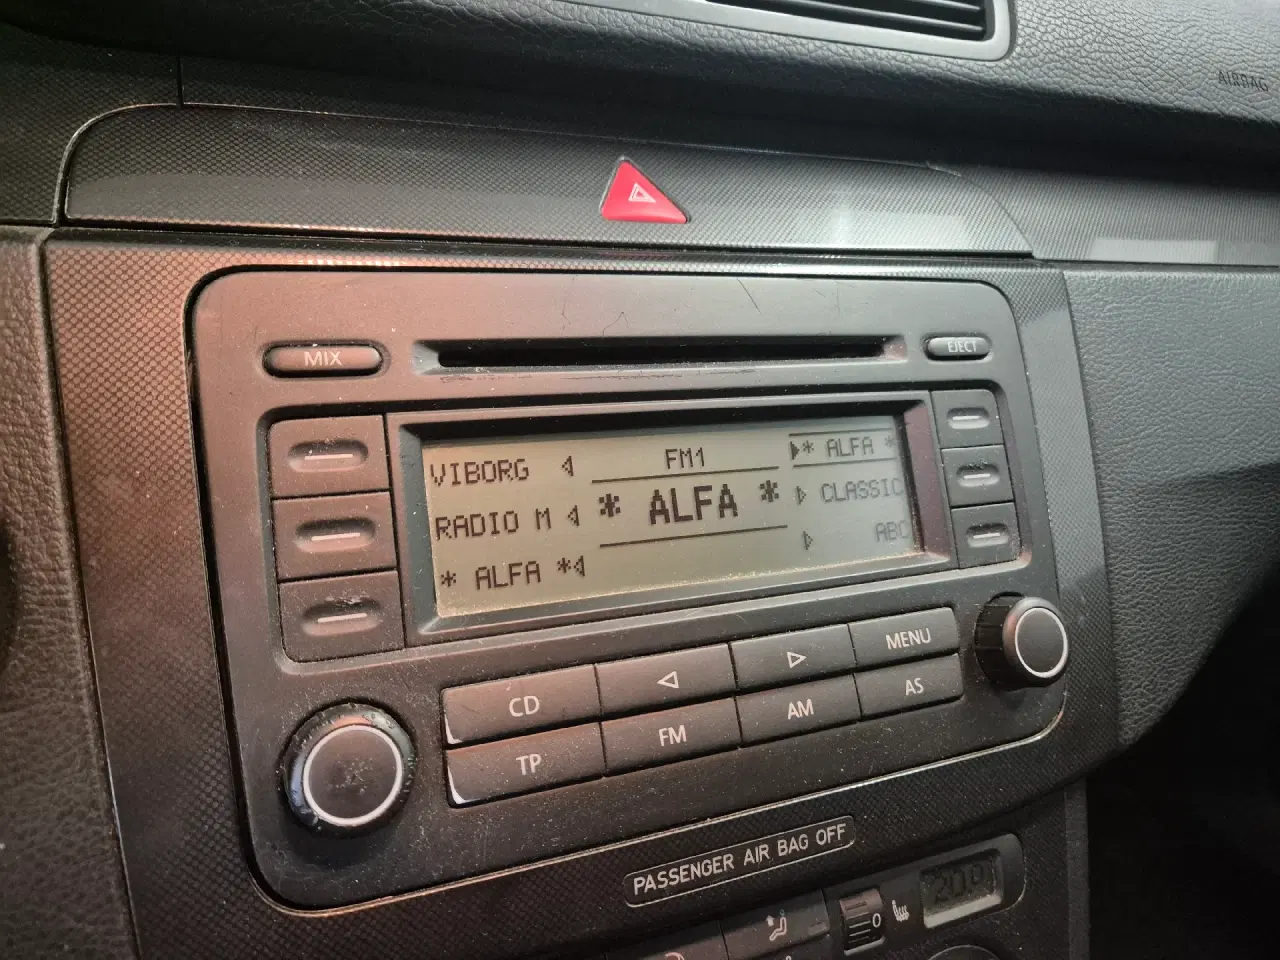 AIRBAG
MIX
EJECT
VIBORG
FM1
* ALFA *
RADIO M
* ALFA *
CLASSIC
* ALFA *
ABC
CD
MENU
TP
FM
AM
AS
PASSENGER AIR BAG OFF
0